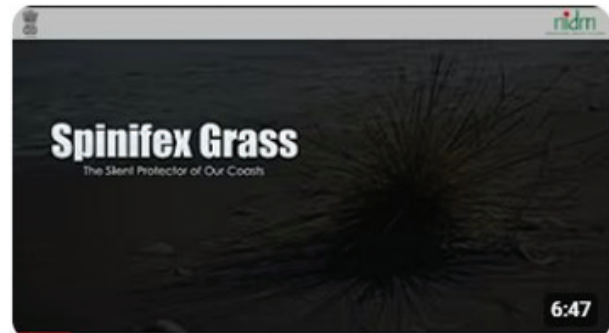 nidm
Spinifex Grass
The Silent Protector of Our Coasts
6:47